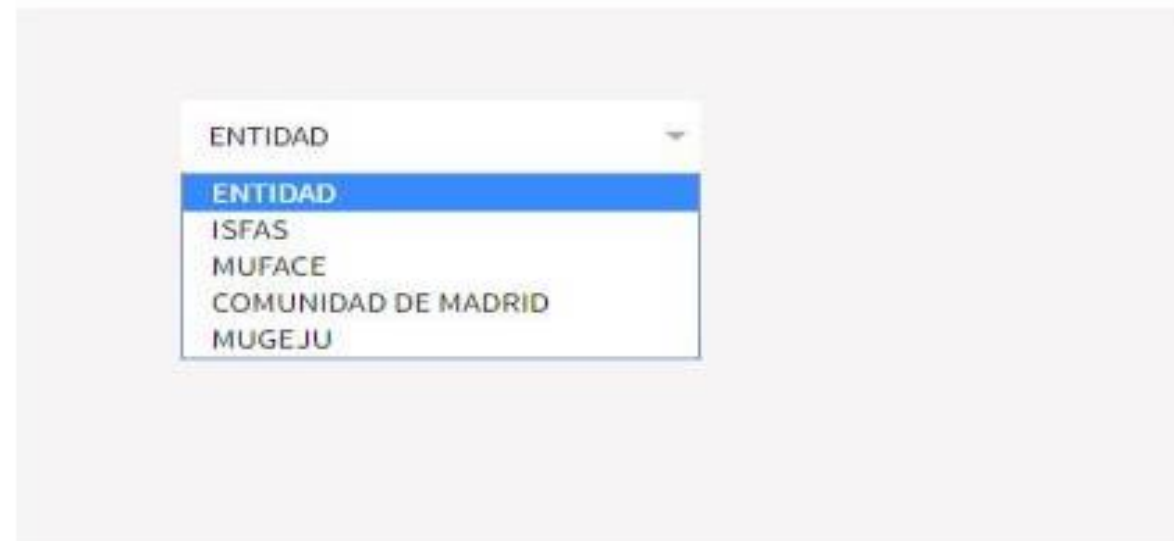 ENTIDAD
ENTIDAD
ISFAS
MUFACE
COMUNIDAD DE MADRID
MUGEJU